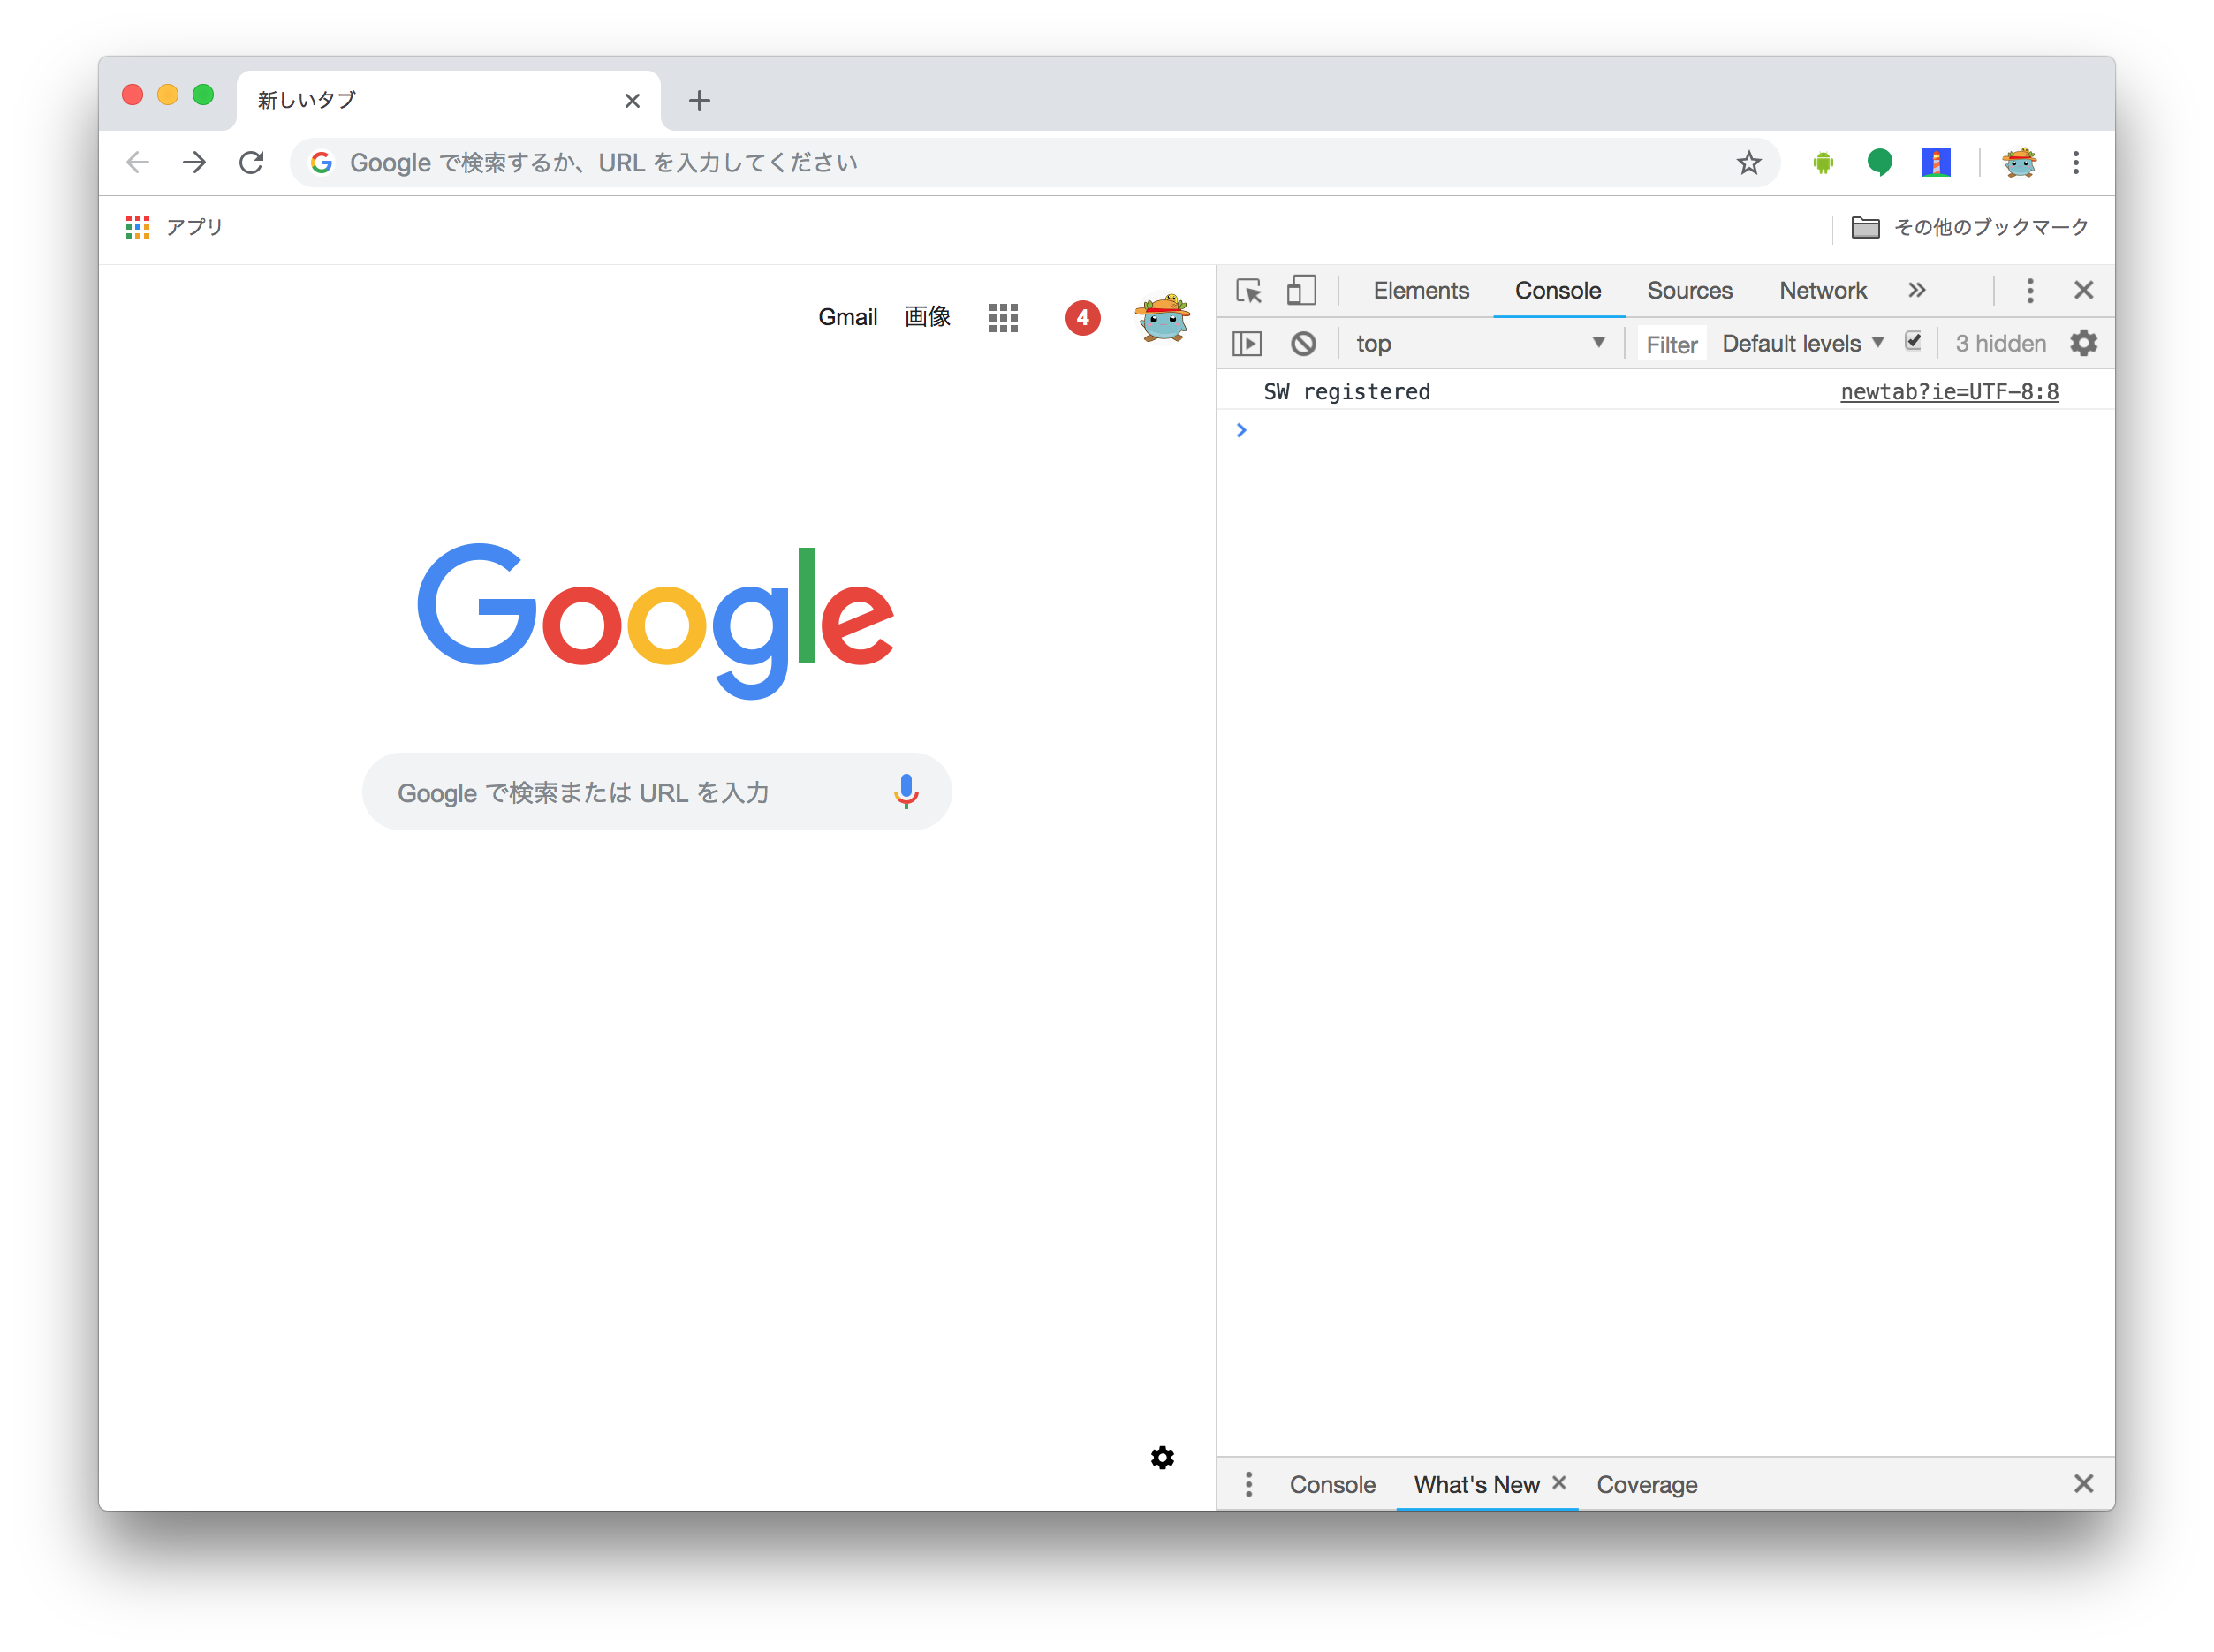 新しいタブ
Google で検索するか、URL を入力してください
アプリ
その他のブックマーク
Gmail 画像 4
Google
Google で検索または URL を入力
Elements Console Sources Network
top Filter Default levels 3 hidden
SW registered newtab?ie=UTF-8:8
Console What's New Coverage